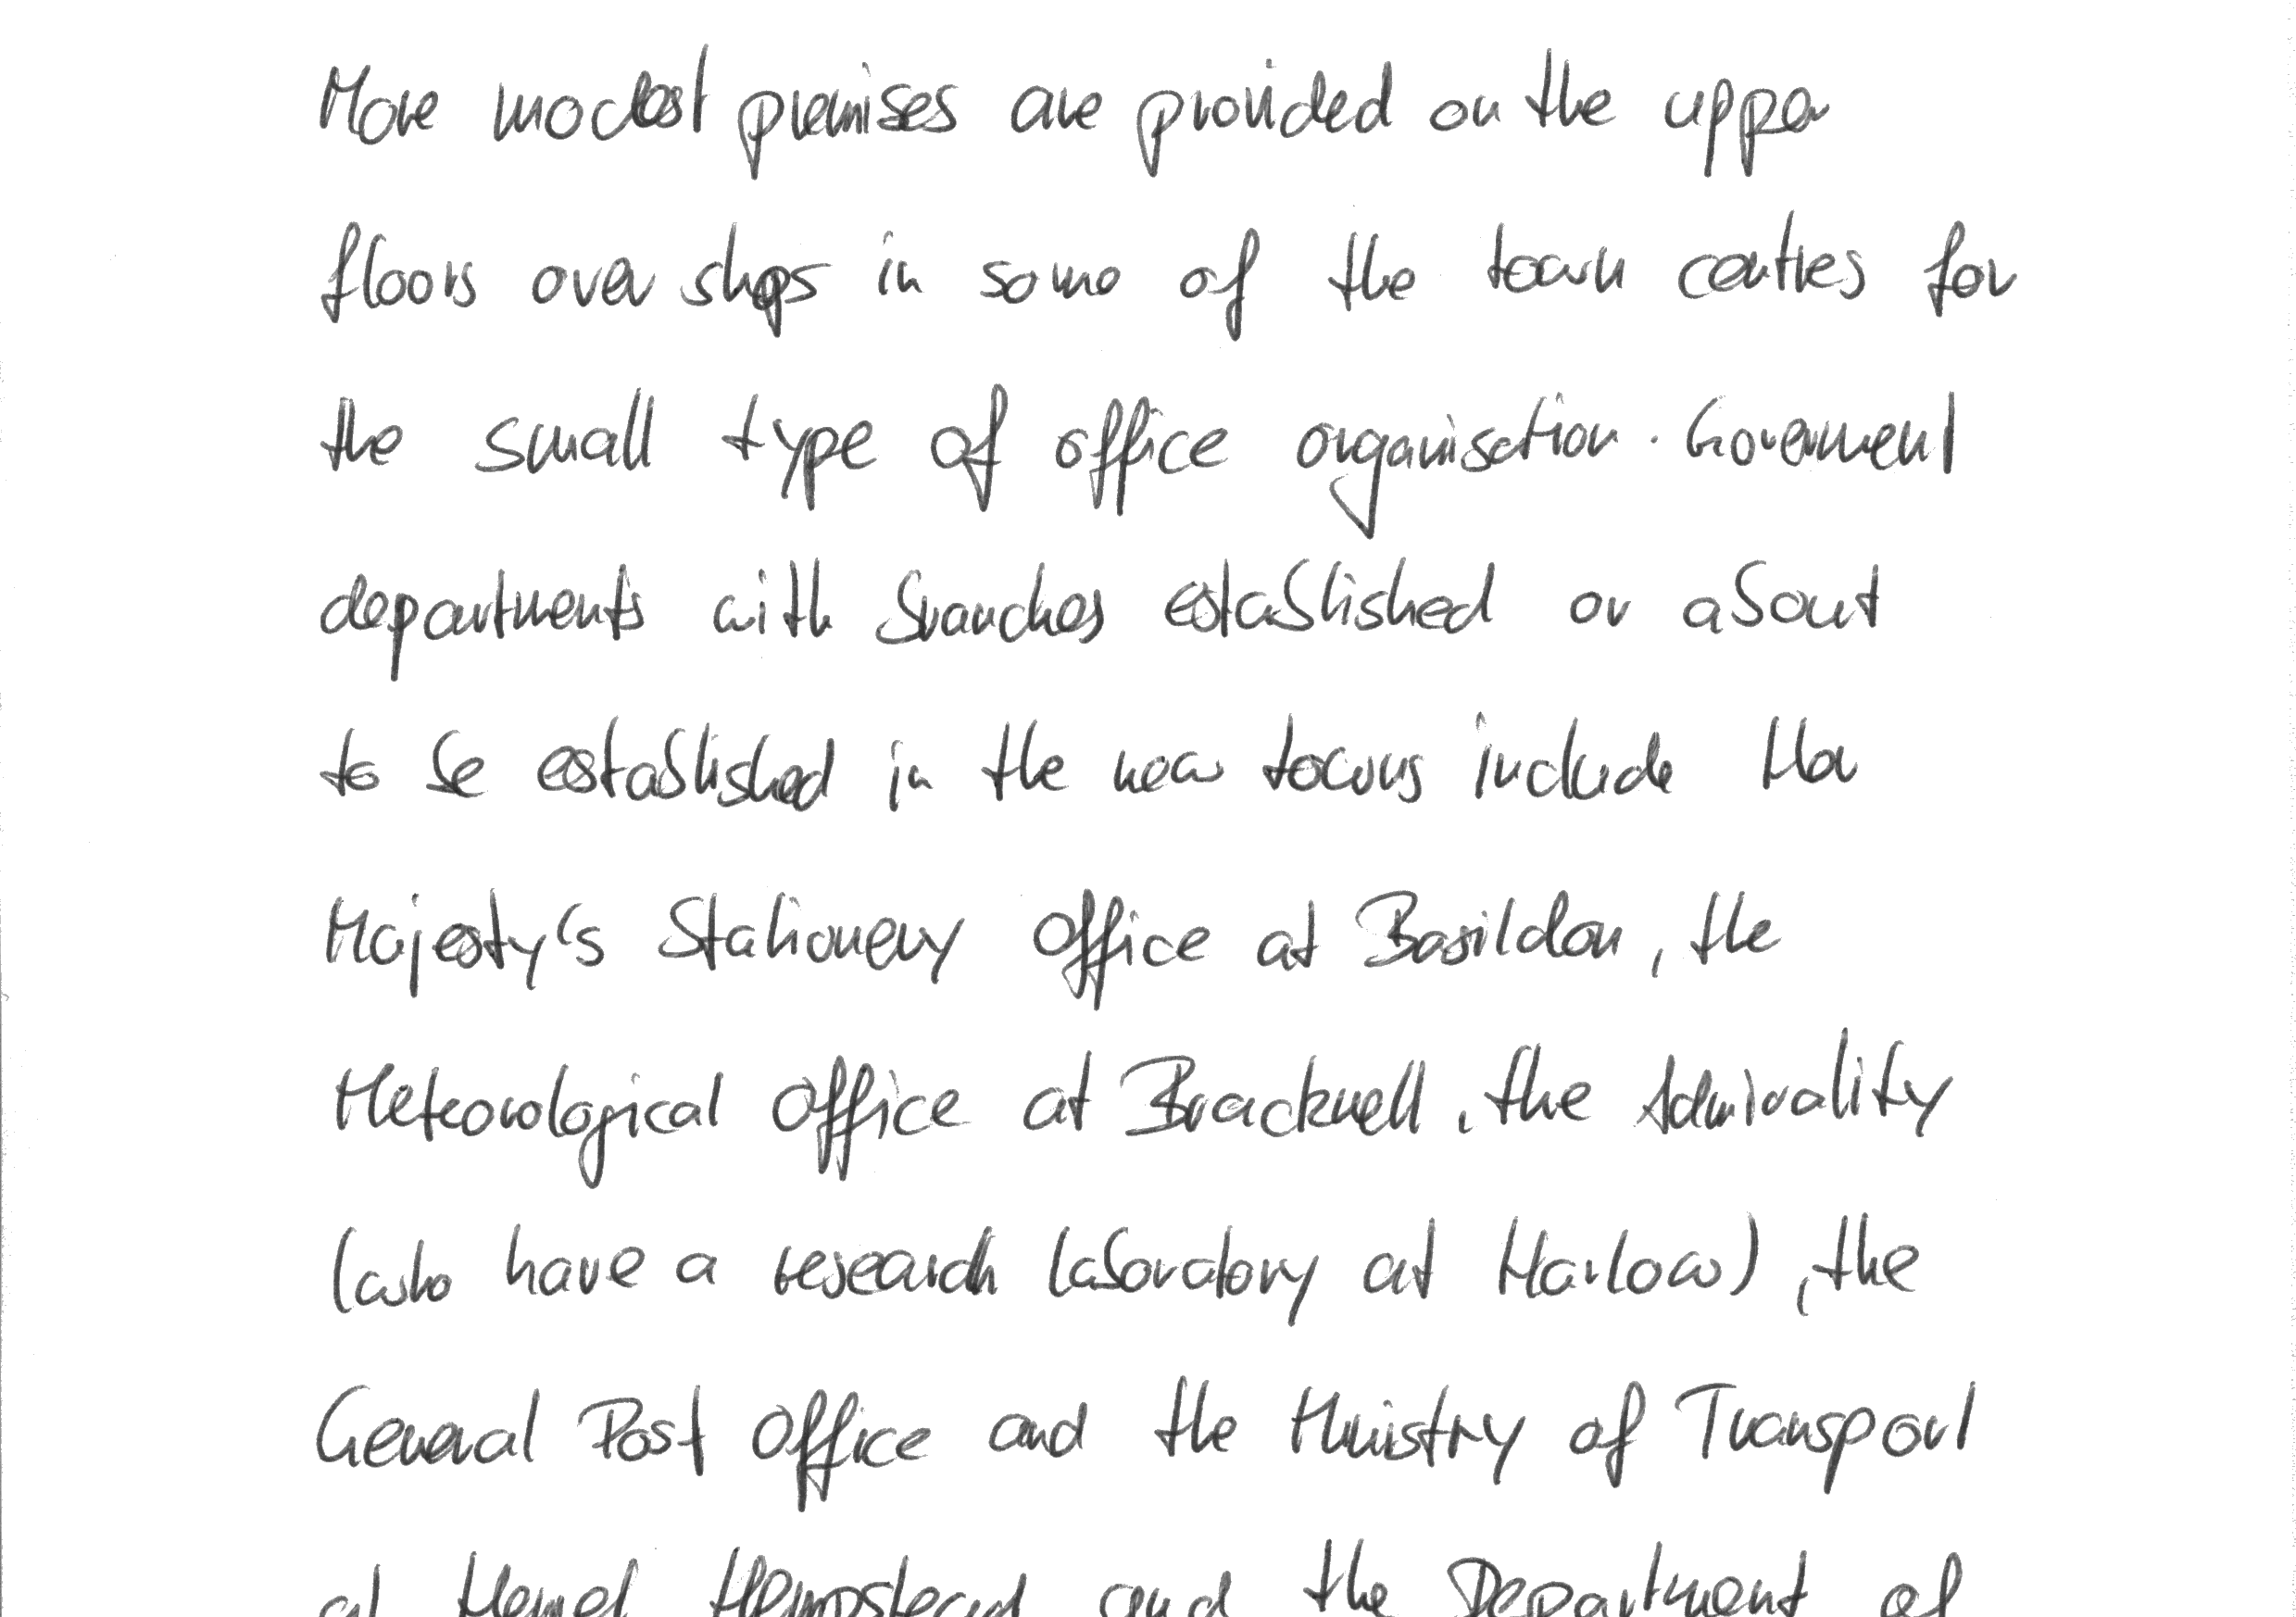 More modest premises are provided on the upper
floors over shops in some of the town centres for
the small type of office organisation. Goverment
departments with branches established or about
to be established in the new towns include Her
Majesty's Stationery Office at Basildon, the
Meteorological Office at Bracknell, the Admirality
(who have a research laboratory at Harlow), the
General Post Office and the Ministry of Transport
at Hemel Hempstead and the Department of